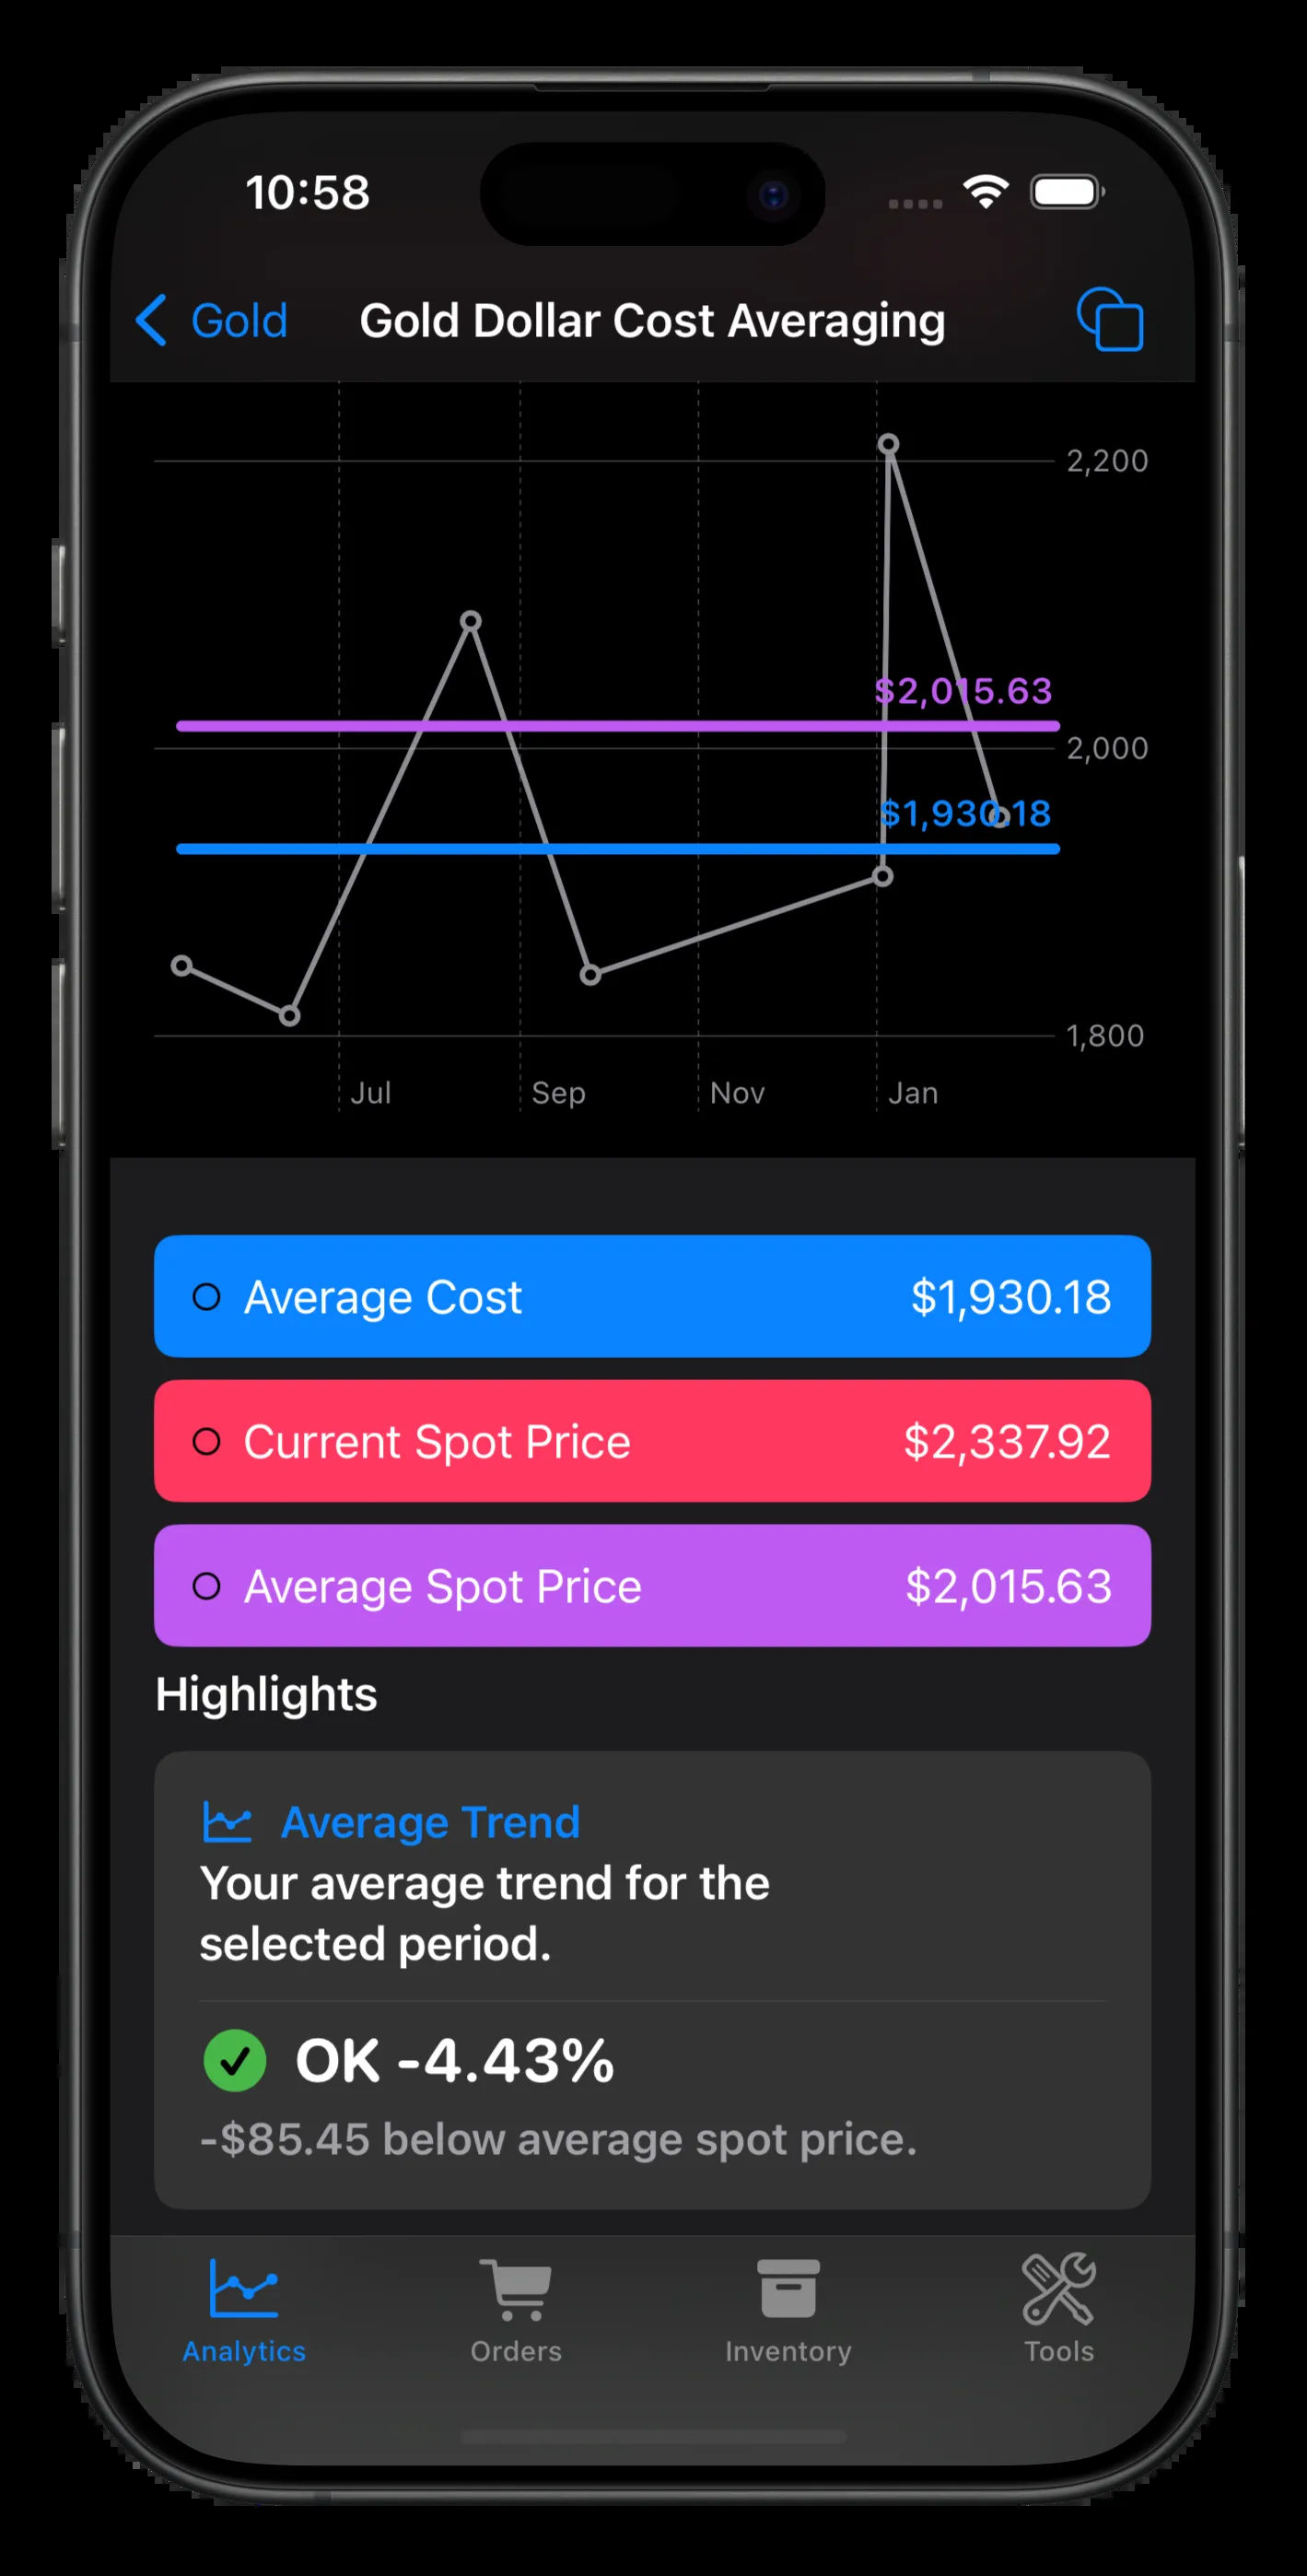 10:58
Gold
Gold Dollar Cost Averaging
2,200
$2,015.63
2,000
$1,930.18
1,800
Jul
Sep
Nov
Jan
Average Cost
$1,930.18
Current Spot Price
$2,337.92
Average Spot Price
$2,015.63
Highlights
Average Trend
Your average trend for the
selected period.
OK -4.43%
-$85.45 below average spot price.
Analytics
Orders
Inventory
Tools